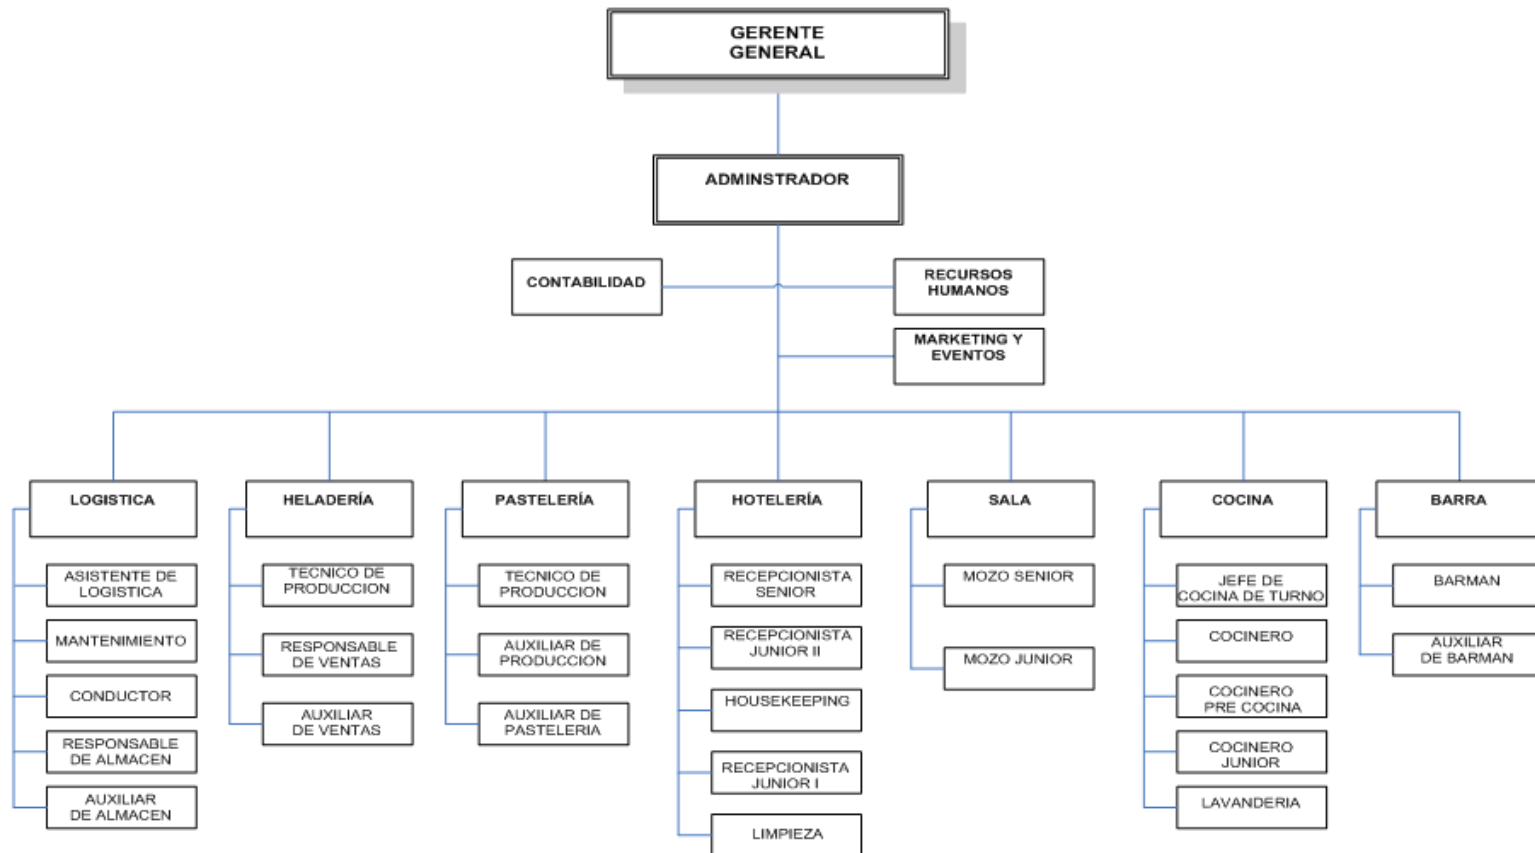 GERENTE
GENERAL
ADMINSTRADOR
CONTABILIDAD
RECURSOS
HUMANOS
MARKETING Y
EVENTOS
LOGISTICA
ASISTENTE DE
LOGISTICA
MANTENIMIENTO
CONDUCTOR
RESPONSABLE
DE ALMACEN
AUXILIAR
DE ALMACEN
HELADERÍA
TECNICO DE
PRODUCCION
RESPONSABLE
DE VENTAS
AUXILIAR
DE VENTAS
PASTELERÍA
TECNICO DE
PRODUCCION
AUXILIAR DE
PRODUCCION
AUXILIAR DE
PASTELERIA
HOTELERÍA
RECEPCIONISTA
SENIOR
RECEPCIONISTA
JUNIOR II
HOUSEKEEPING
RECEPCIONISTA
JUNIOR I
LIMPIEZA
SALA
MOZO SENIOR
MOZO JUNIOR
COCINA
JEFE DE
COCINA DE TURNO
COCINERO
COCINERO
PRE COCINA
COCINERO
JUNIOR
LAVANDERIA
BARRA
BARMAN
AUXILIAR
DE BARMAN